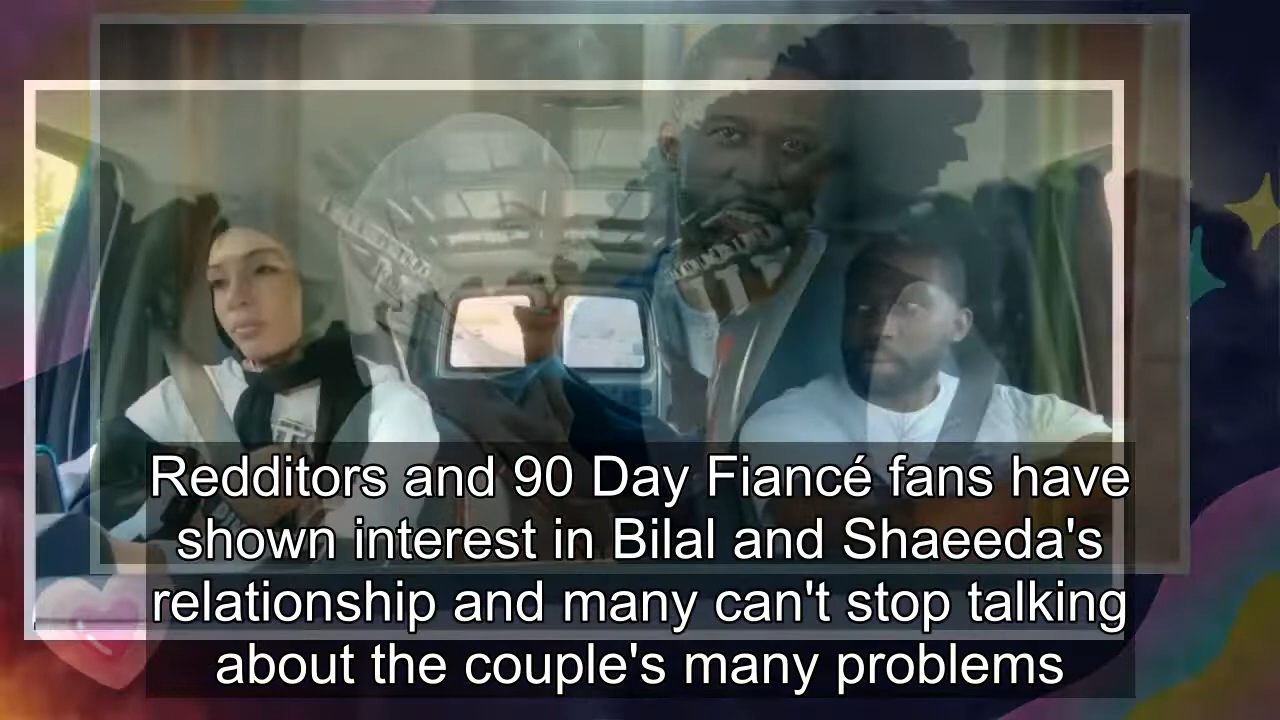 Redditors and 90 Day Fiancé fans have
shown interest in Bilal and Shaeeda's
relationship and many can't stop talking
about the couple's many problems